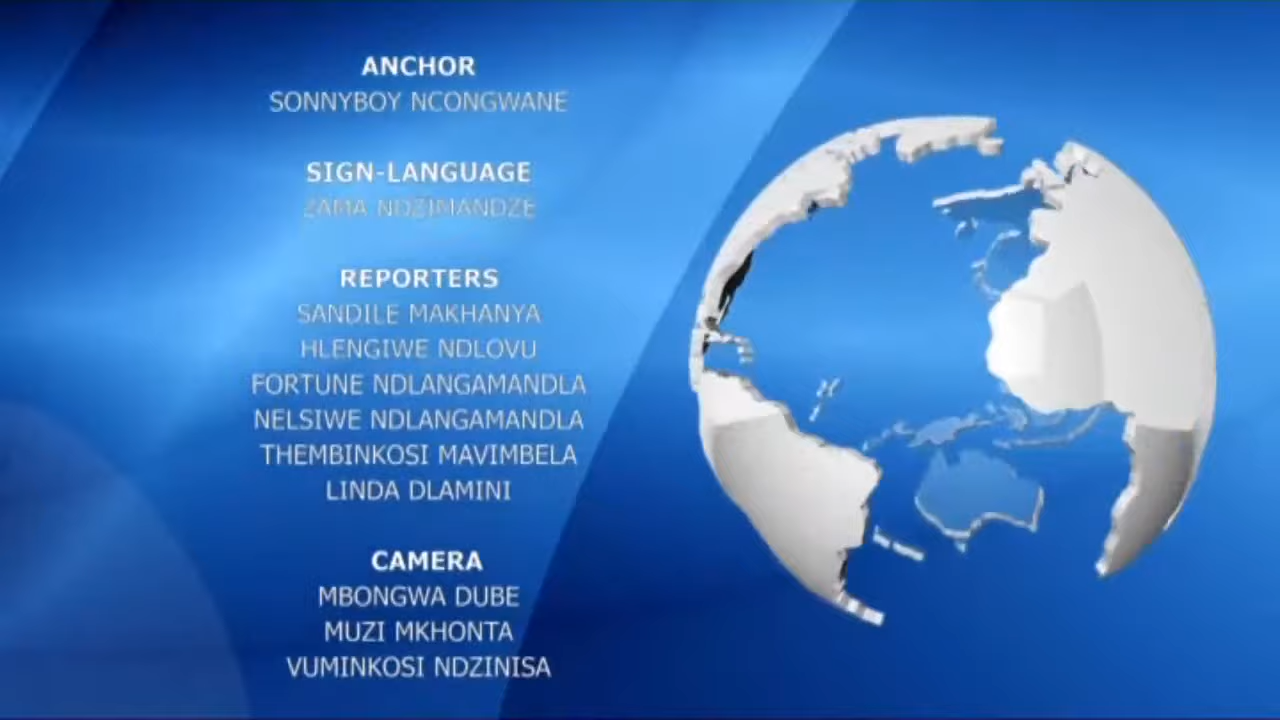 ANCHOR
SONNYBOY NCONGWANE
SIGN-LANGUAGE
ZAMA NDZIMANDZE
REPORTERS
SANDILE MAKHANYA
HLENGIWE NDLOVU
FORTUNE NDLANGAMANDLA
NELSIWE NDLANGAMANDLA
THEMBINKOSI MAVIMBELA
LINDA DLAMINI
CAMERA
MBONGWA DUBE
MUZI MKHONTA
VUMINKOSI NDZINISA